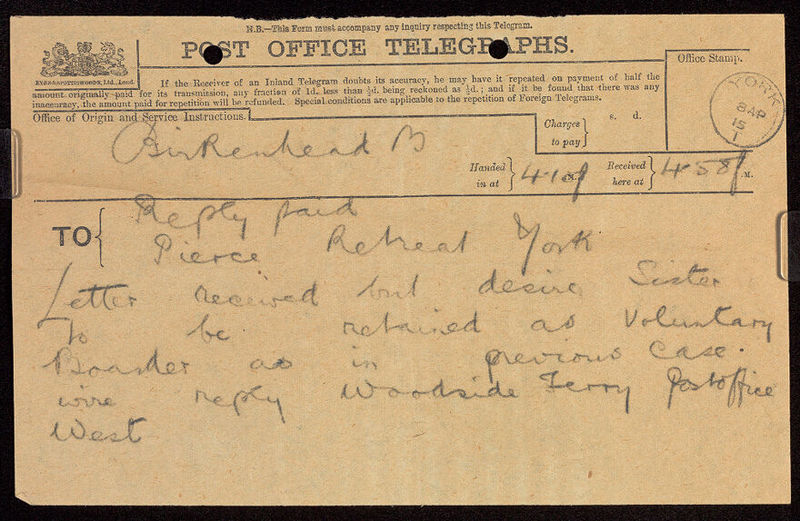 N.B.—This Form must accompany any inquiry respecting this Telegram.
POST OFFICE TELEGRAPHS.
If the Receiver of an Inland Telegram doubts its accuracy, he may have it repeated on payment of half the
amount originally paid for its transmission, any fraction of 1d. less than ½d. being reckoned as ½d.; and if it be found that there was any
inaccuracy, the amount paid for repetition will be refunded. Special conditions are applicable to the repetition of Foreign Telegrams.
Office Stamp.
YORK
8 AP
15
Office of Origin and Service Instructions.
Charges to pay
s. d.
Birkenhead B
Handed in at
Received here at
4 58
M.
TO
Reply paid
Pierce Retreat York
Letter received but desire Sister
To be retained as Voluntary
Boarder as in previous case.
wire reply Woodside Ferry Postoffice
West